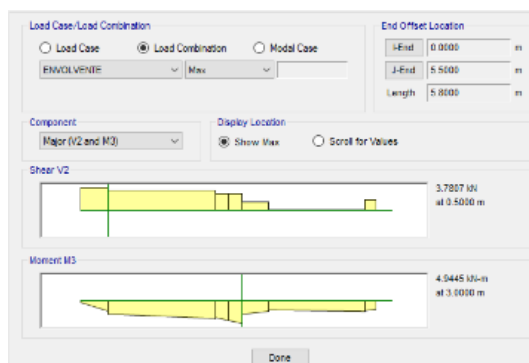 Load Case/Load Combination
Load Case
Load Combination
Modal Case
ENVOLVENTE
Max
End Offset Location
I-End
0.0000
m
J-End
5.5000
m
Length
5.8000
m
Component
Major (V2 and M3)
Display Location
Show Max
Scroll for Values
Shear V2
3.7807 kN
at 0.5000 m
Moment M3
4.9445 kN-m
at 3.0000 m
Done